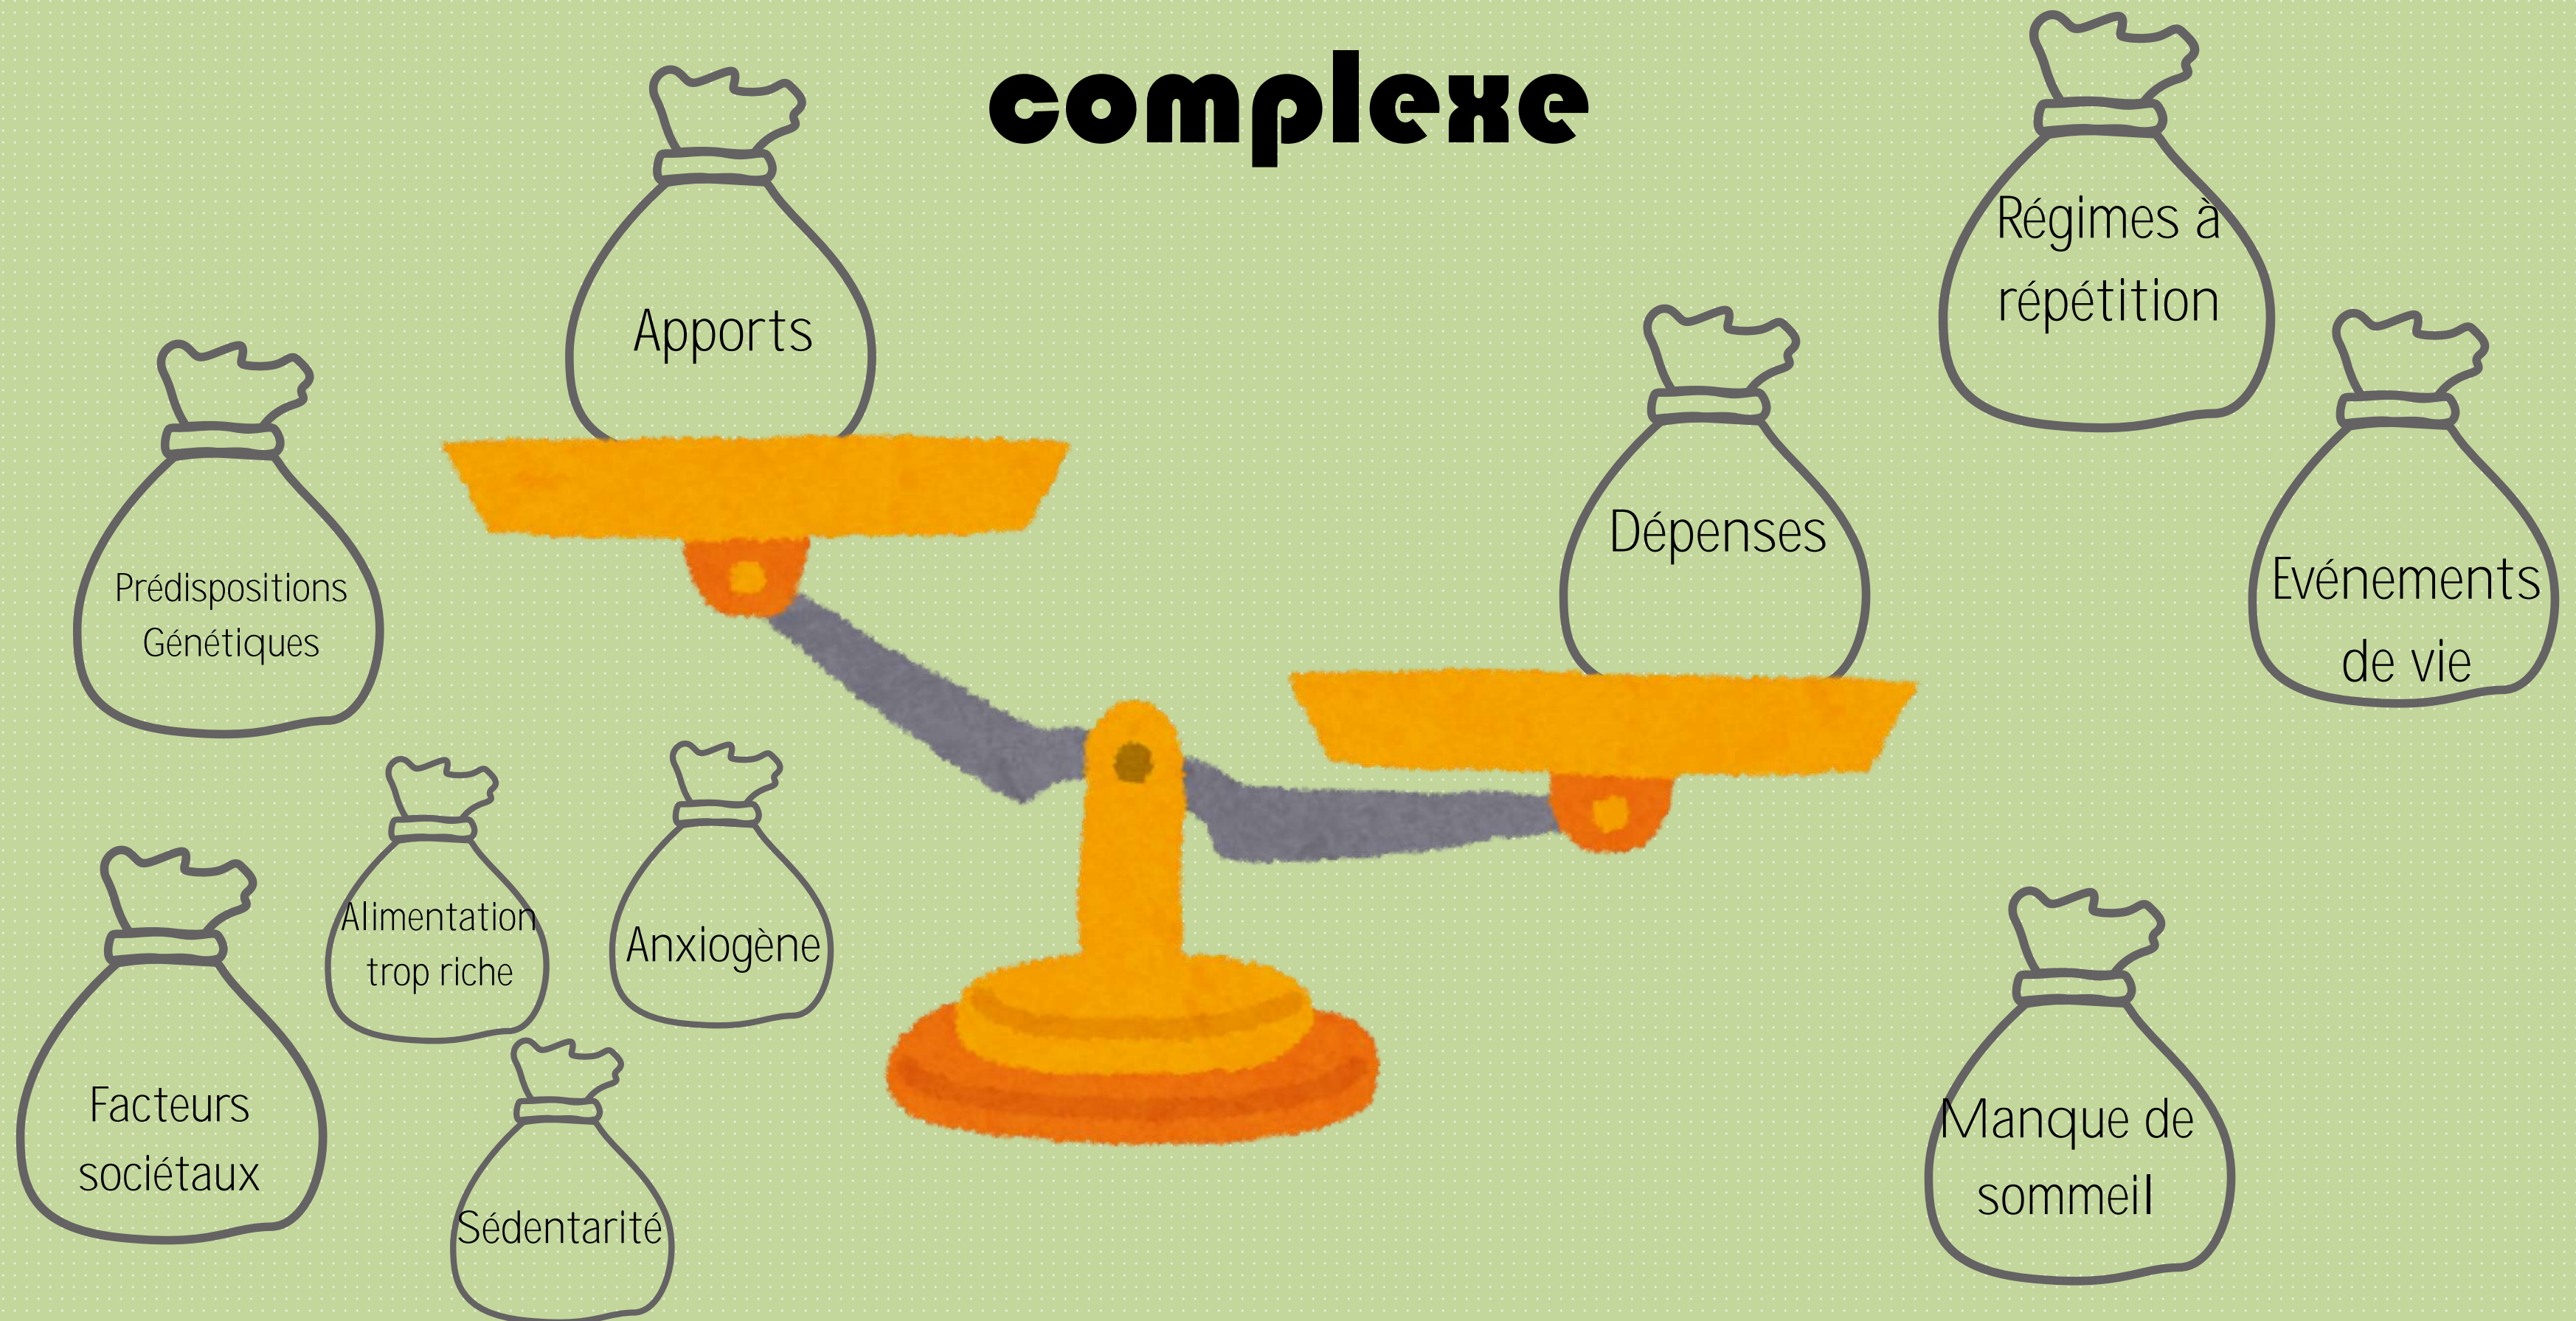 complexe
Régimes à
répétition
Apports
Dépenses
Evénements
de vie
Prédispositions
Génétiques
Alimentation
trop riche
Anxiogène
Facteurs
sociétaux
Sédentarité
Manque de
sommeil